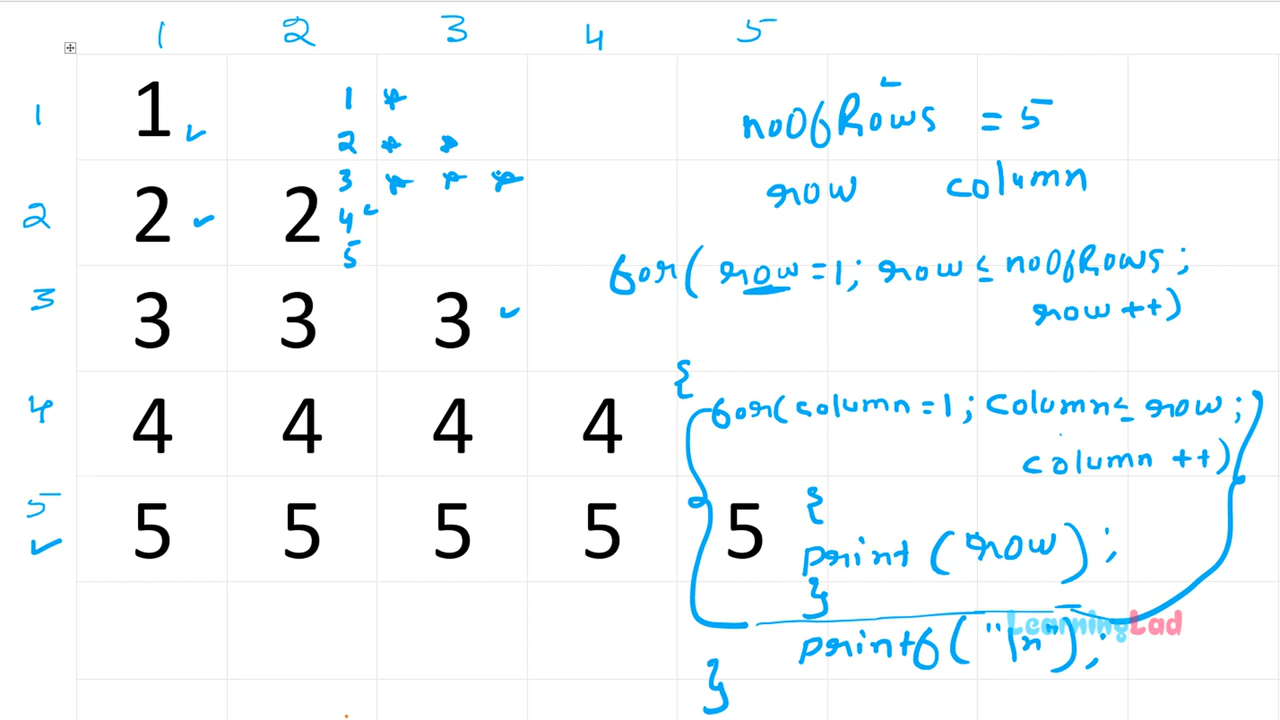 1 2 3 4 5
1 1
1 *
2 * *
3 * * *
2 2 2
4
5
3 3 3 3
4 4 4 4 4
5 5 5 5 5 5
noOfRows = 5
row column
for( row =1; row ≤ noOfRows;
row ++)
{
for(column =1; column ≤ row;
column ++)
{
print (row);
}
printf("\n");
}
LearningLad